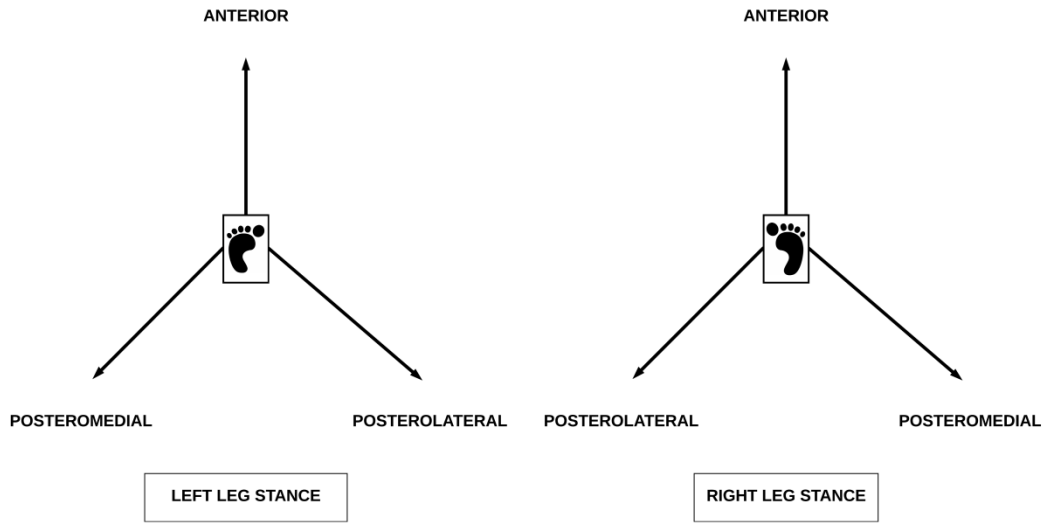 ANTERIOR
ANTERIOR
POSTEROMEDIAL
POSTEROLATERAL
POSTEROLATERAL
POSTEROMEDIAL
LEFT LEG STANCE
RIGHT LEG STANCE